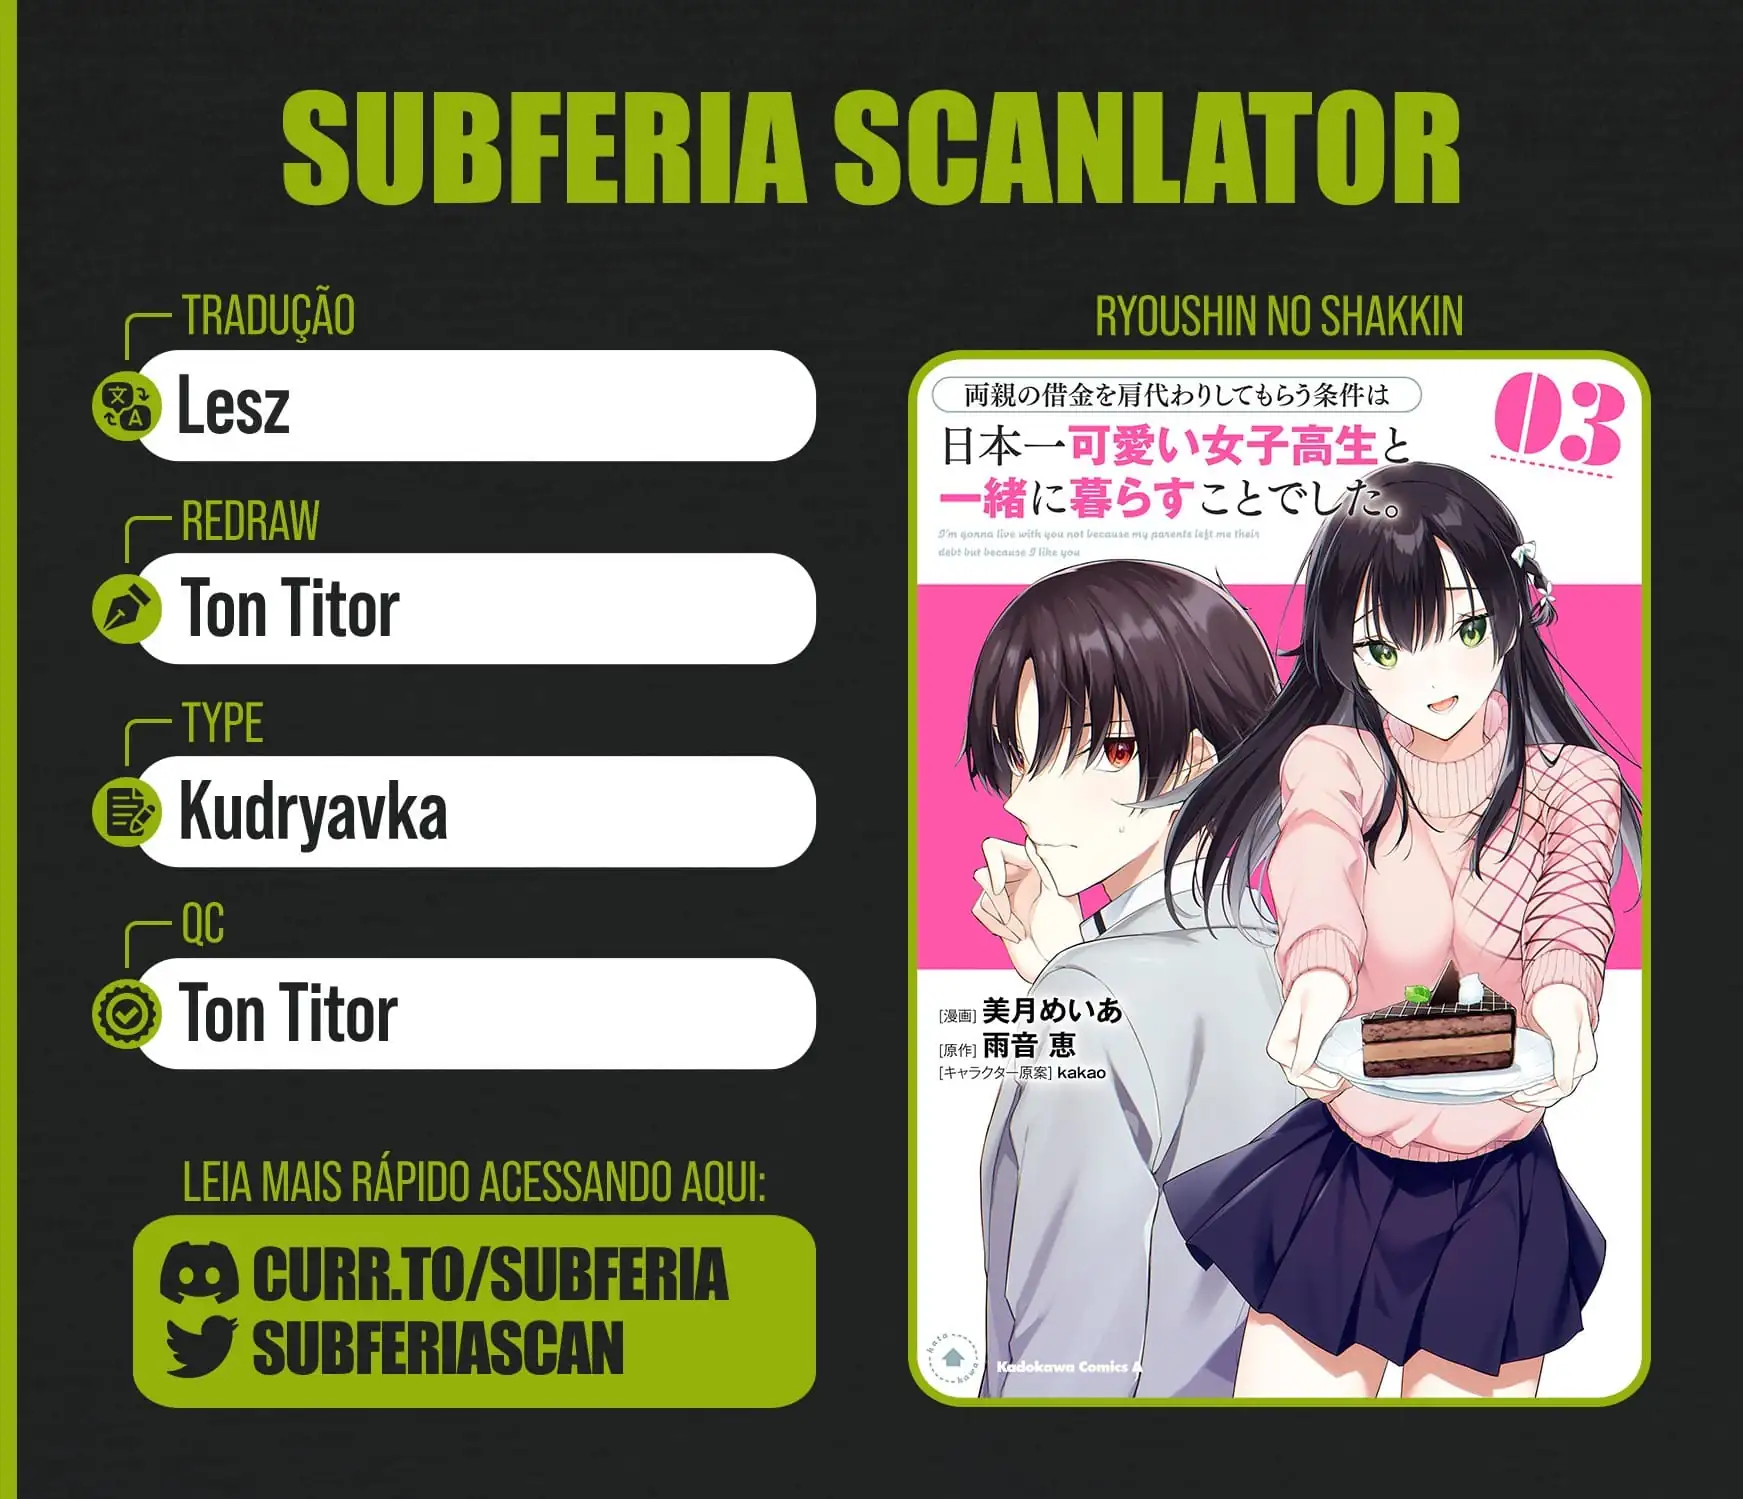 SUBFERIA SCANLATOR
TRADUÇÃO
Lesz
REDRAW
Ton Titor
TYPE
Kudryavka
QC
Ton Titor
LEIA MAIS RÁPIDO ACESSANDO AQUI:
CURR.TO/SUBFERIA
SUBFERIASCAN
RYOUSHIN NO SHAKKIN
03
両親の借金を肩代わりしてもらう条件は
日本一可愛い女子高生と
一緒に暮らすことでした。
I'm gonna live with you not because my parents left me their
debt but because I like you
[漫画] 美月めいあ
[原作] 雨音 恵
[キャラクター原案] kakao
Kadokawa Comics A